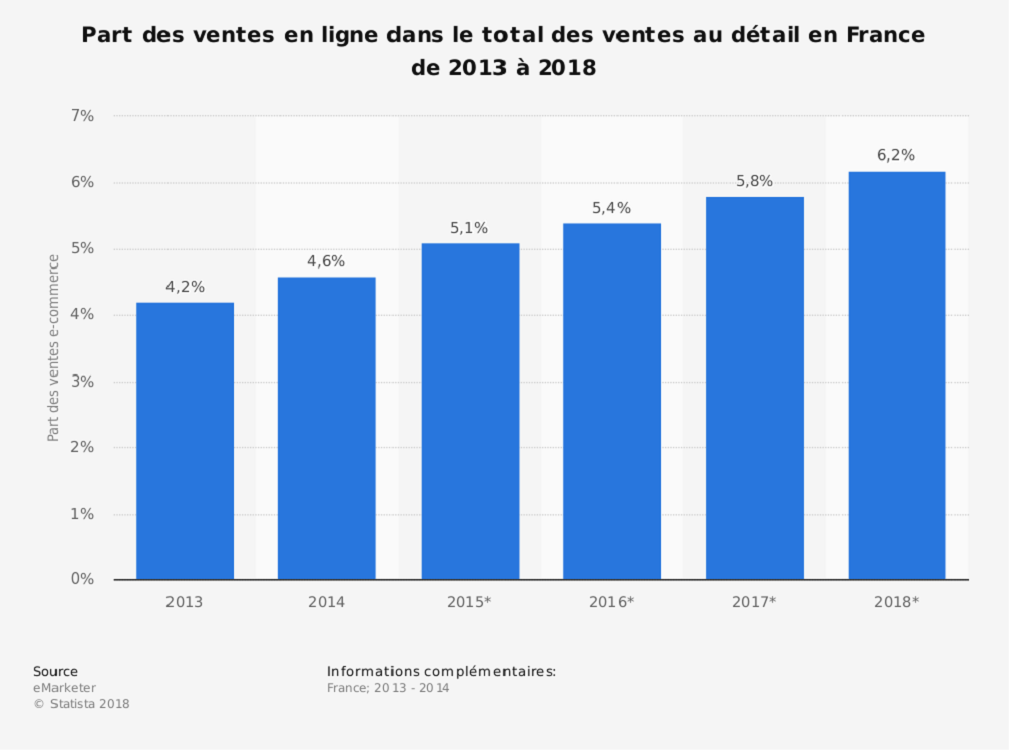 Part des ventes en ligne dans le total des ventes au détail en France
de 2013 à 2018
Part des ventes e-commerce
7%
6%
5%
4%
3%
2%
1%
0%
4,2%
4,6%
5,1%
5,4%
5,8%
6,2%
2013
2014
2015*
2016*
2017*
2018*
Source
eMarketer
© Statista 2018
Informations complémentaires:
France; 2013 - 2014